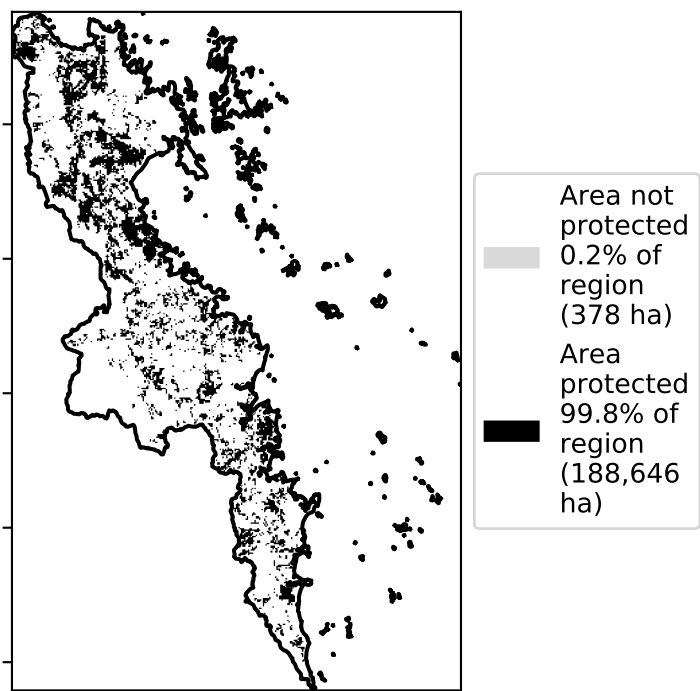 Area not
protected
0.2% of
region
(378 ha)
Area
protected
99.8% of
region
(188,646
ha)